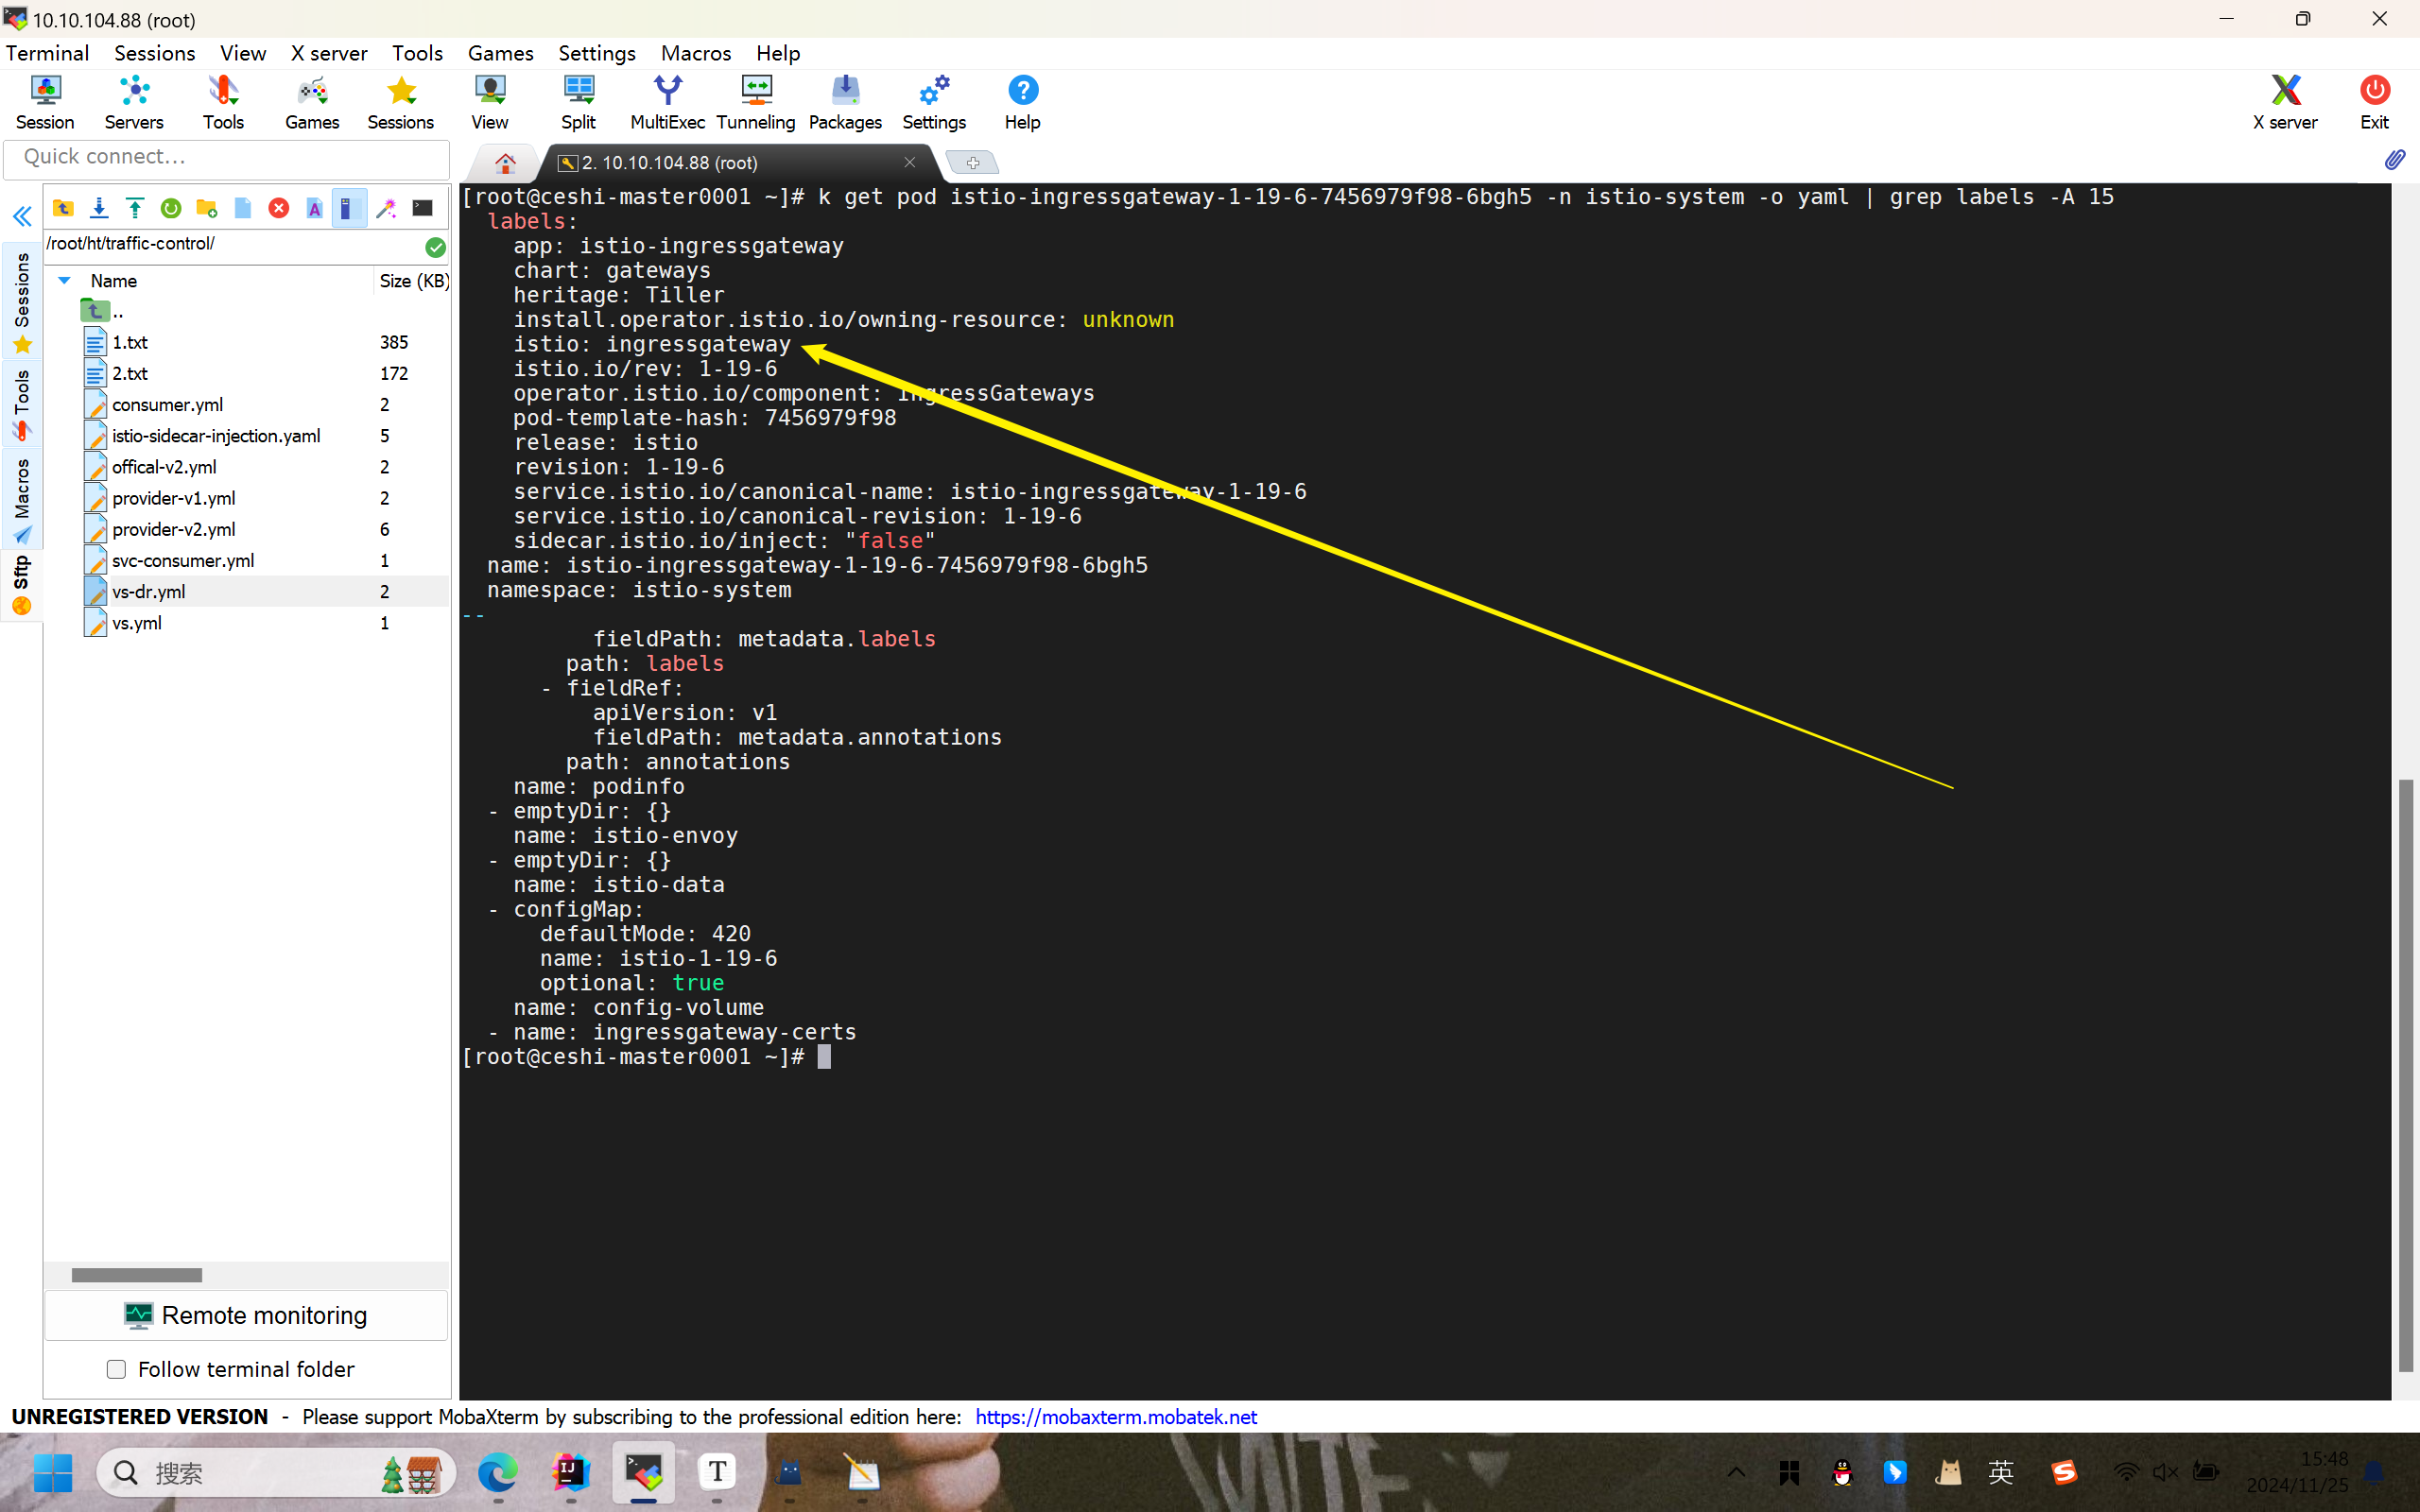 10.10.104.88 (root)
Terminal Sessions View X server Tools Games Settings Macros Help
Session Servers Tools Games Sessions View Split MultiExec Tunneling Packages Settings Help X server Exit
Quick connect...
2. 10.10.104.88 (root)
/root/ht/traffic-control/
Name Size (KB)
..
1.txt 385
2.txt 172
consumer.yml 2
istio-sidecar-injection.yaml 5
offical-v2.yml 2
provider-v1.yml 2
provider-v2.yml 6
svc-consumer.yml 1
vs-dr.yml 2
vs.yml 1
Sessions
Tools
Macros
Sftp
Remote monitoring
Follow terminal folder
[root@ceshi-master0001 ~]# k get pod istio-ingressgateway-1-19-6-7456979f98-6bgh5 -n istio-system -o yaml | grep labels -A 15
labels:
app: istio-ingressgateway
chart: gateways
heritage: Tiller
install.operator.istio.io/owning-resource: unknown
istio: ingressgateway
istio.io/rev: 1-19-6
operator.istio.io/component: IngressGateways
pod-template-hash: 7456979f98
release: istio
revision: 1-19-6
service.istio.io/canonical-name: istio-ingressgateway-1-19-6
service.istio.io/canonical-revision: 1-19-6
sidecar.istio.io/inject: "false"
name: istio-ingressgateway-1-19-6-7456979f98-6bgh5
namespace: istio-system
--
fieldPath: metadata.labels
path: labels
- fieldRef:
apiVersion: v1
fieldPath: metadata.annotations
path: annotations
name: podinfo
- emptyDir: {}
name: istio-envoy
- emptyDir: {}
name: istio-data
- configMap:
defaultMode: 420
name: istio-1-19-6
optional: true
name: config-volume
- name: ingressgateway-certs
[root@ceshi-master0001 ~]#
UNREGISTERED VERSION - Please support MobaXterm by subscribing to the professional edition here: https://mobaxterm.mobatek.net
搜索
英
15:48
2024/11/25